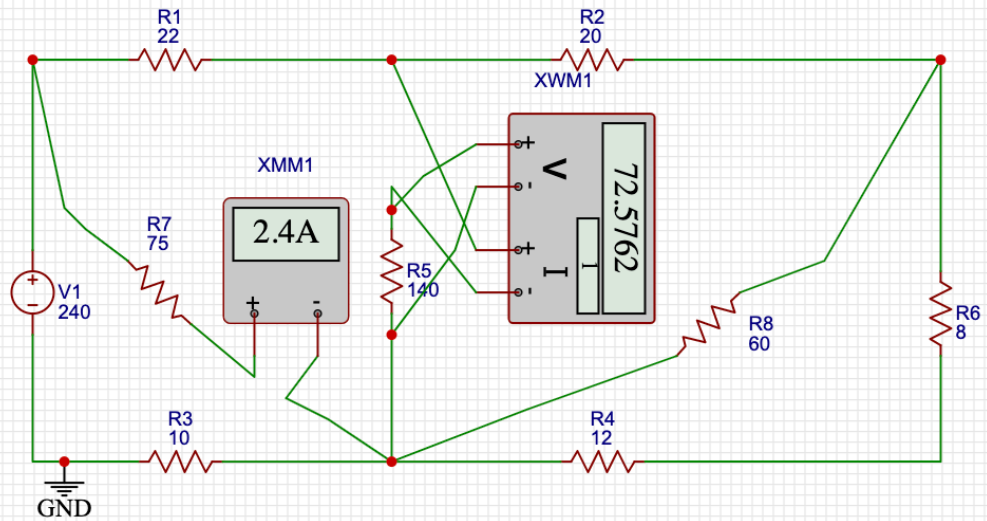 R1
22
R2
20
XWM1
XMM1
2.4A
+
-
+
V
-
+
I
-
1
72.5762
R7
75
R5
140
+
−
V1
240
R8
60
R6
8
R3
10
R4
12
GND